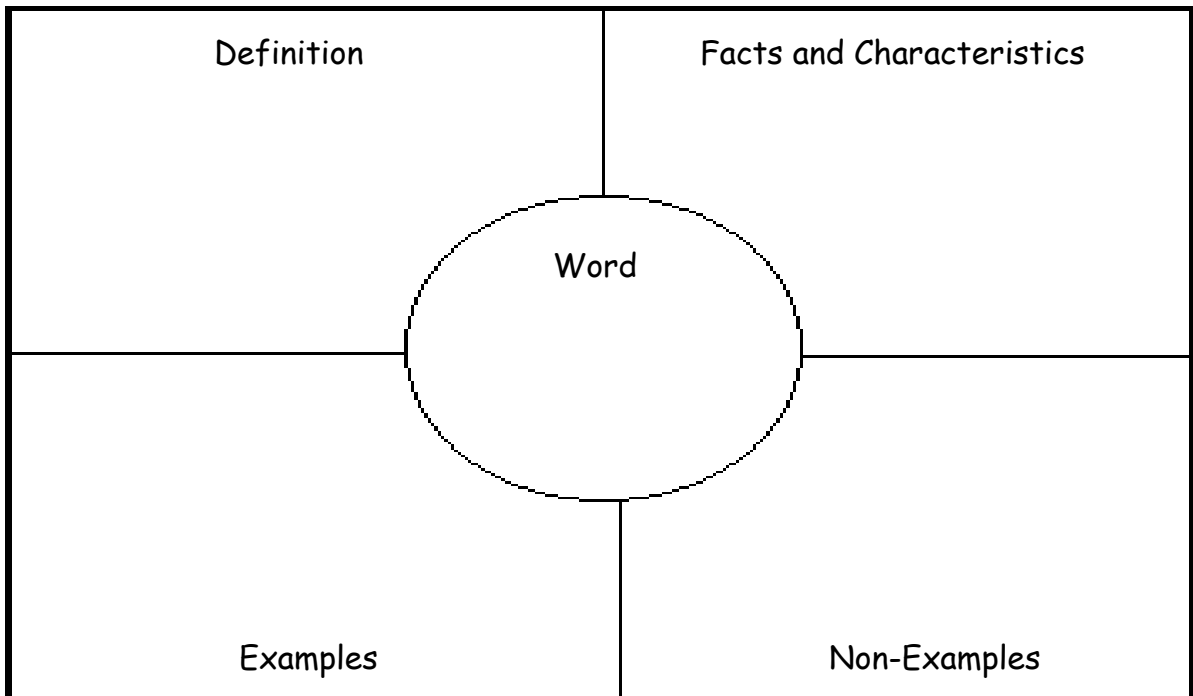 Definition
Facts and Characteristics
Word
Examples
Non-Examples